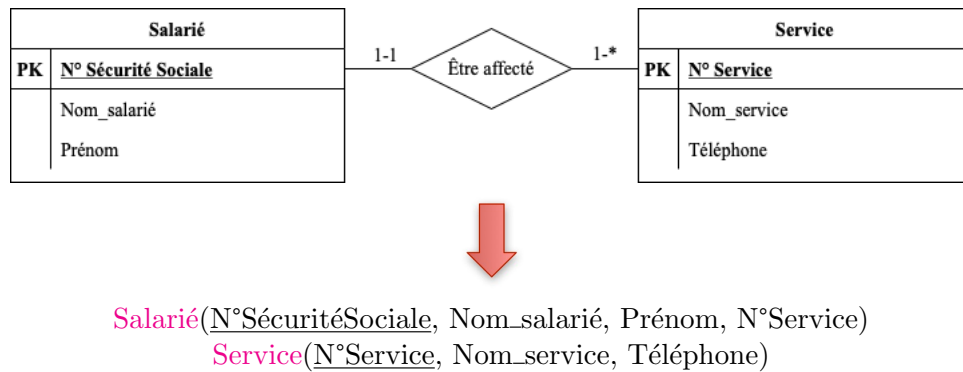 Salarié
PK N° Sécurité Sociale
Nom_salarié
Prénom
1-1
Être affecté
1-*
Service
PK N° Service
Nom_service
Téléphone
Salarié(N°SécuritéSociale, Nom_salarié, Prénom, N°Service)
Service(N°Service, Nom_service, Téléphone)